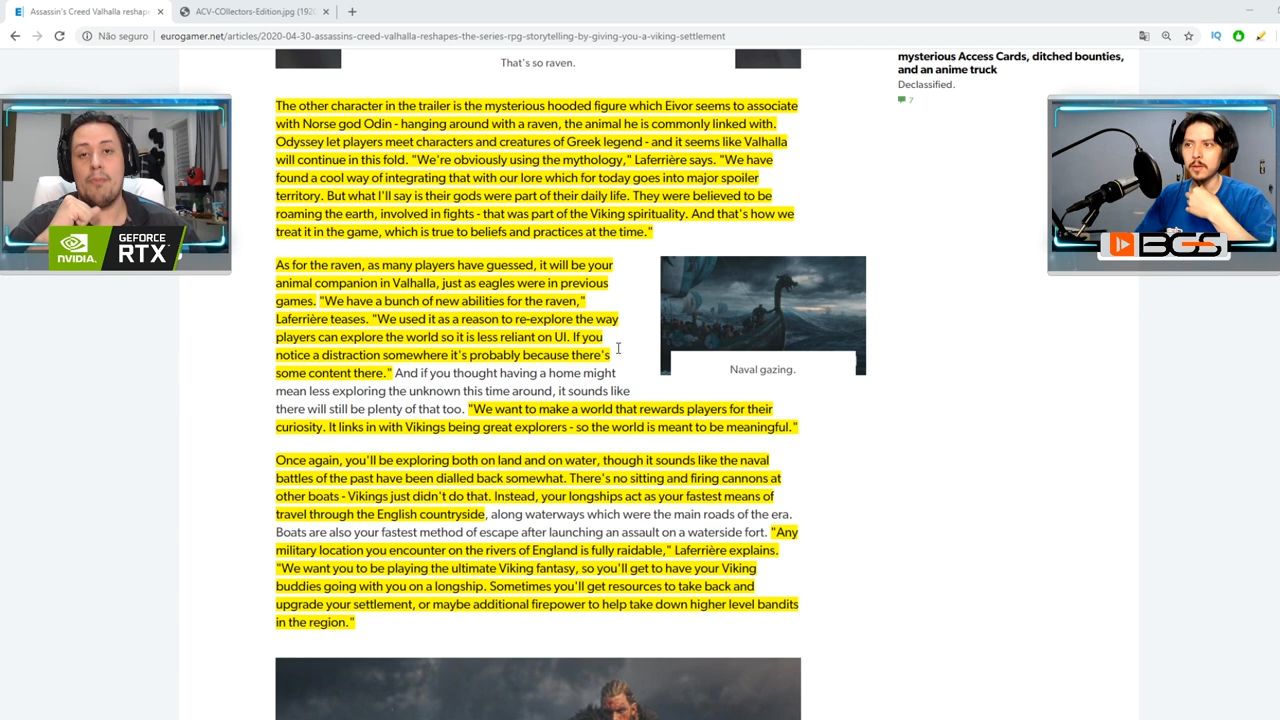 Assassin's Creed Valhalla reshape
ACV-COllectors-Edition.jpg (192
Não seguro
eurogamer.net/articles/2020-04-30-assassins-creed-valhalla-reshapes-the-series-rpg-storytelling-by-giving-you-a-viking-settlement
That's so raven.
mysterious Access Cards, ditched bounties,
and an anime truck
Declassified.
7
The other character in the trailer is the mysterious hooded figure which Eivor seems to associate
with Norse god Odin - hanging around with a raven, the animal he is commonly linked with.
Odyssey let players meet characters and creatures of Greek legend - and it seems like Valhalla
will continue in this fold. "We're obviously using the mythology," Laferrière says. "We have
found a cool way of integrating that with our lore which for today goes into major spoiler
territory. But what I'll say is their gods were part of their daily life. They were believed to be
roaming the earth, involved in fights - that was part of the Viking spirituality. And that's how we
treat it in the game, which is true to beliefs and practices at the time."
As for the raven, as many players have guessed, it will be your
animal companion in Valhalla, just as eagles were in previous
games. "We have a bunch of new abilities for the raven,"
Laferrière teases. "We used it as a reason to re-explore the way
players can explore the world so it is less reliant on UI. If you
notice a distraction somewhere it's probably because there's
some content there." And if you thought having a home might
mean less exploring the unknown this time around, it sounds like
there will still be plenty of that too. "We want to make a world that rewards players for their
curiosity. It links in with Vikings being great explorers - so the world is meant to be meaningful."
Naval gazing.
Once again, you'll be exploring both on land and on water, though it sounds like the naval
battles of the past have been dialled back somewhat. There's no sitting and firing cannons at
other boats - Vikings just didn't do that. Instead, your longships act as your fastest means of
travel through the English countryside, along waterways which were the main roads of the era.
Boats are also your fastest method of escape after launching an assault on a waterside fort. "Any
military location you encounter on the rivers of England is fully raidable," Laferrière explains.
"We want you to be playing the ultimate Viking fantasy, so you'll get to have your Viking
buddies going with you on a longship. Sometimes you'll get resources to take back and
upgrade your settlement, or maybe additional firepower to help take down higher level bandits
in the region."
NVIDIA.
GEFORCE
RTX
BGS
IQ